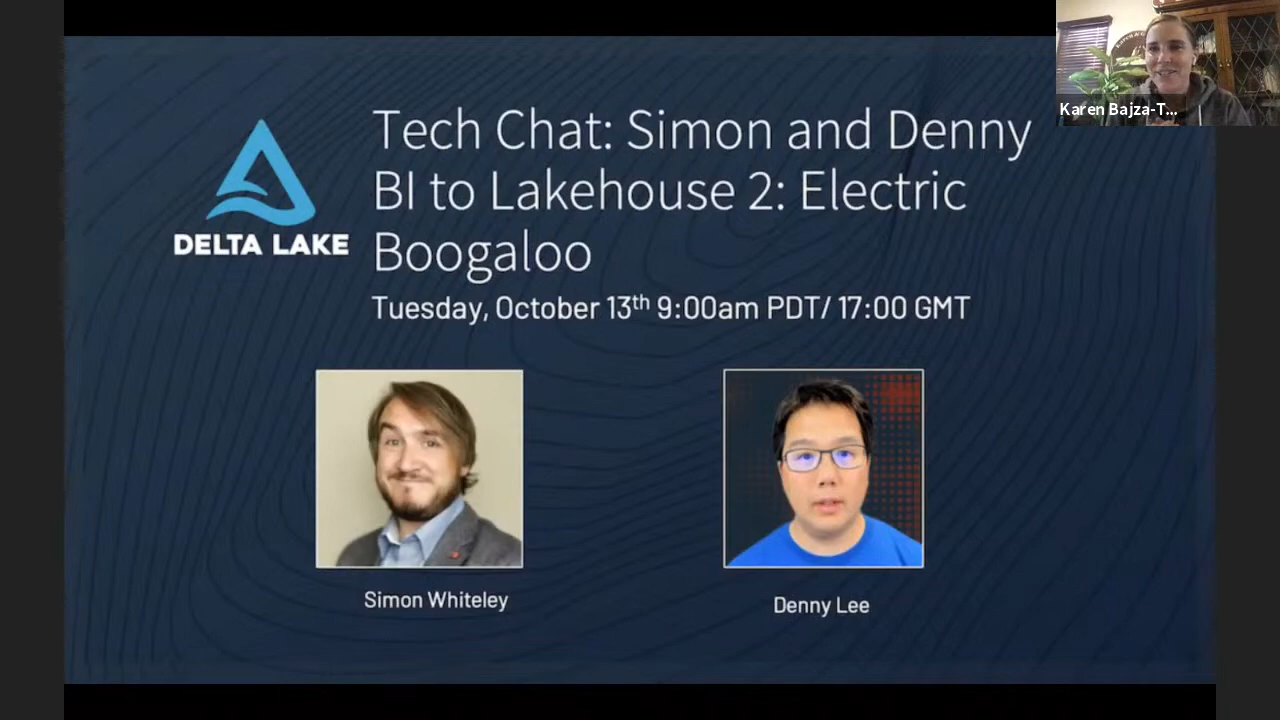 Karen Bajza-T...
Tech Chat: Simon and Denny
BI to Lakehouse 2: Electric
Boogaloo
DELTA LAKE
Tuesday, October 13th 9:00am PDT/ 17:00 GMT
Simon Whiteley
Denny Lee